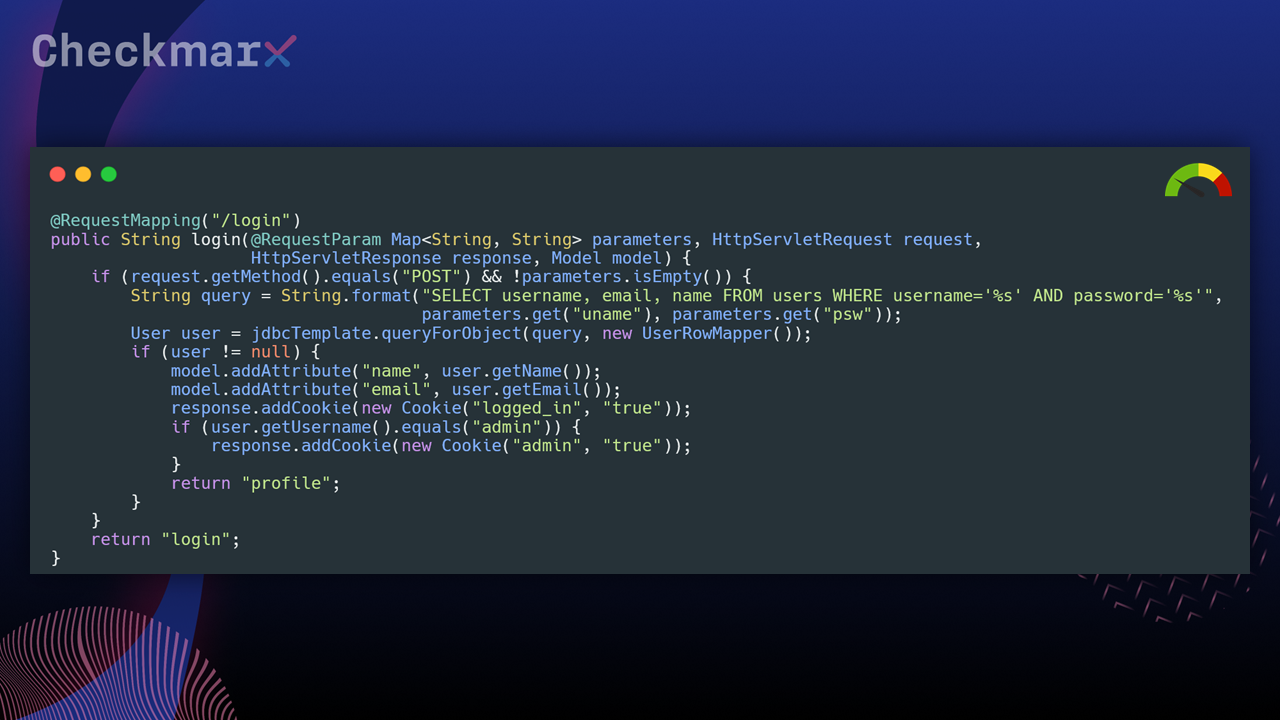 Checkmarx
@RequestMapping("/login")
public String login(@RequestParam Map<String, String> parameters, HttpServletRequest request,
HttpServletResponse response, Model model) {
if (request.getMethod().equals("POST") && !parameters.isEmpty()) {
String query = String.format("SELECT username, email, name FROM users WHERE username='%s' AND password='%s'",
parameters.get("uname"), parameters.get("psw"));
User user = jdbcTemplate.queryForObject(query, new UserRowMapper());
if (user != null) {
model.addAttribute("name", user.getName());
model.addAttribute("email", user.getEmail());
response.addCookie(new Cookie("logged_in", "true"));
if (user.getUsername().equals("admin")) {
response.addCookie(new Cookie("admin", "true"));
}
return "profile";
}
}
return "login";
}